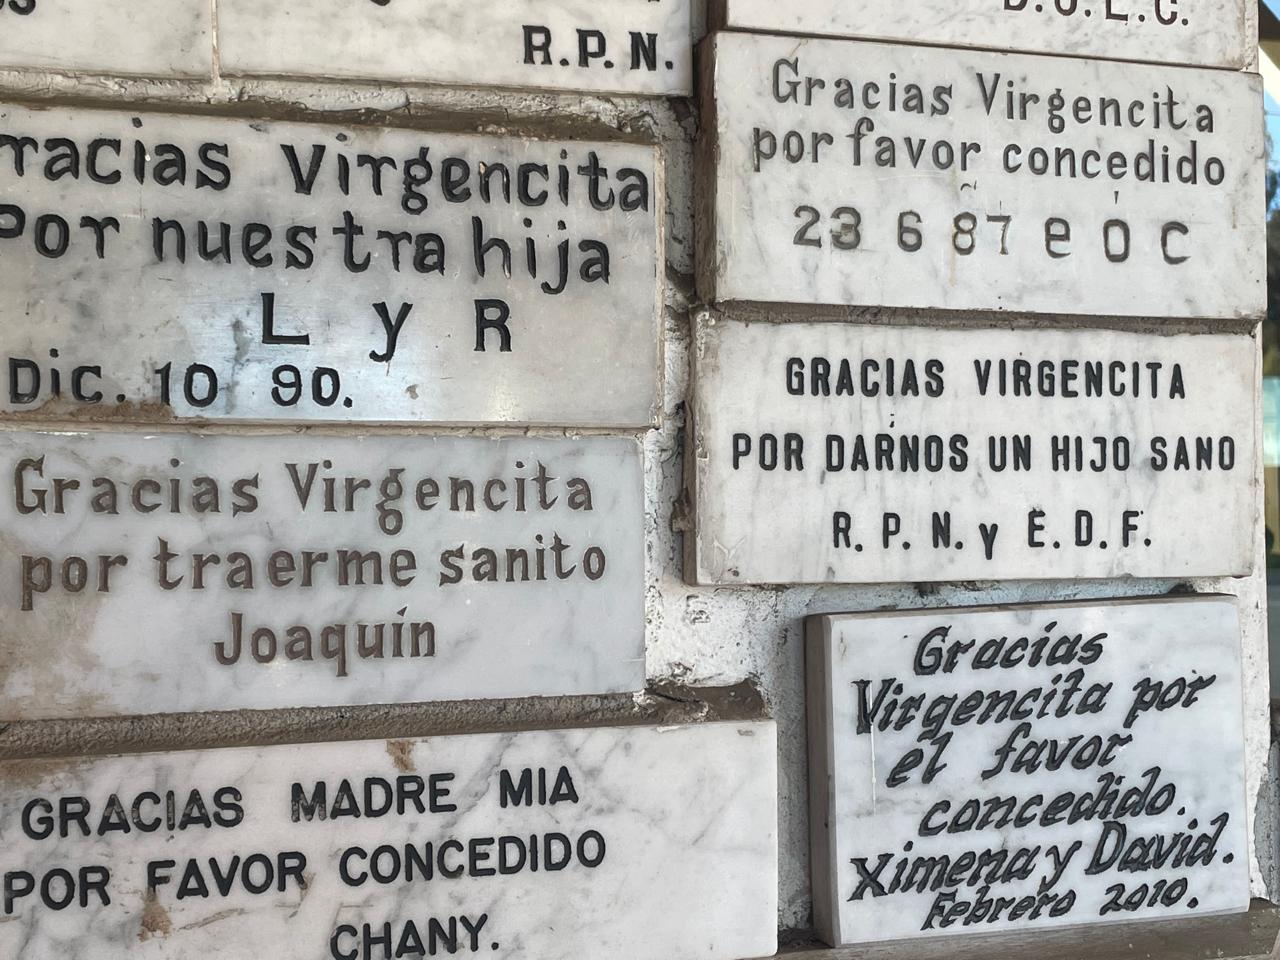 R.P.N.
Gracias Virgencita
por favor concedido
23 6 87 e O C
racias Virgencita
Por nuestra hija
L y R
Dic. 10 90.
GRACIAS VIRGENCITA
POR DARNOS UN HIJO SANO
R. P. N. y E. D. F.
Gracias Virgencita
por traerme sanito
Joaquín
Gracias
Virgencita por
el favor
concedido.
Ximena y David.
Febrero 2010.
GRACIAS MADRE MIA
POR FAVOR CONCEDIDO
CHANY.